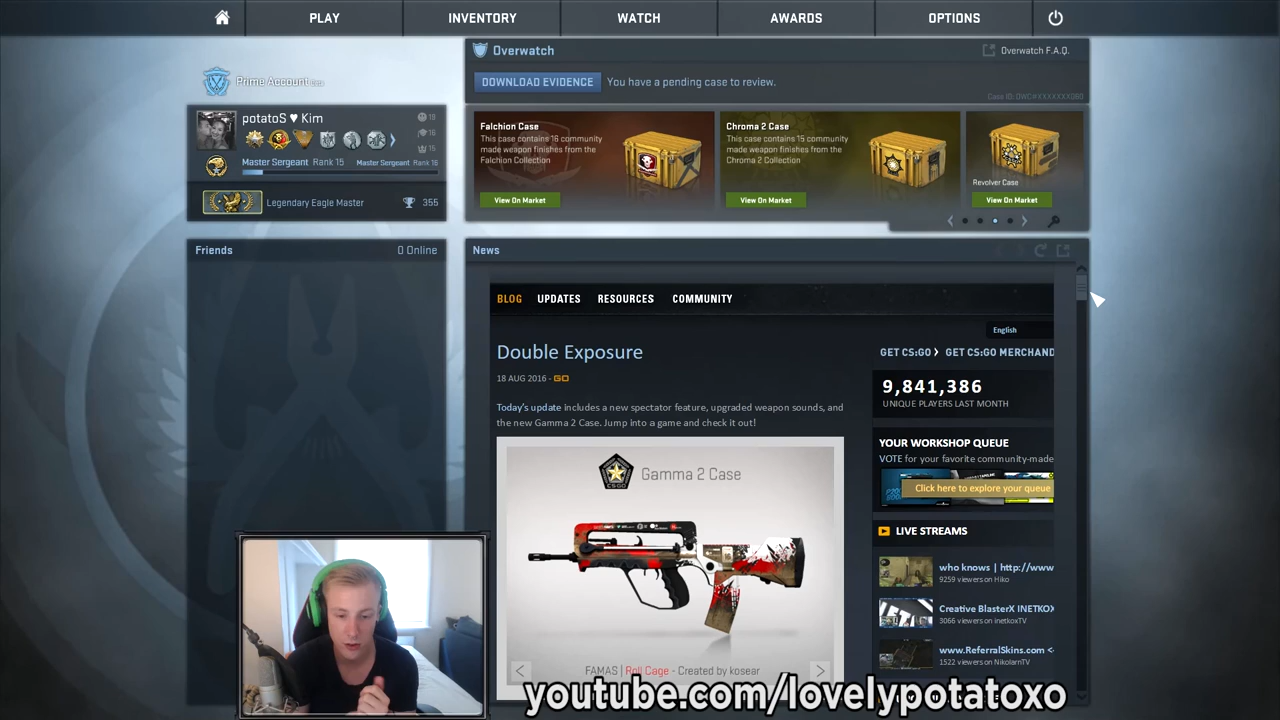 PLAY
INVENTORY
WATCH
AWARDS
OPTIONS
Prime Account
Overwatch
Overwatch F.A.Q.
DOWNLOAD EVIDENCE
You have a pending case to review.
potatoS ♥ Kim
19
16
15
Master Sergeant Rank 15
Master Sergeant Rank 16
Legendary Eagle Master
355
Falchion Case
This case contains 16 community
made weapon finishes from the
Falchion Collection
View On Market
Chroma 2 Case
This case contains 15 community
made weapon finishes from the
Chroma 2 Collection
View On Market
Revolver Case
View On Market
Friends
0 Online
News
BLOG
UPDATES
RESOURCES
COMMUNITY
English
Double Exposure
18 AUG 2016 - GO
Today's update includes a new spectator feature, upgraded weapon sounds, and
the new Gamma 2 Case. Jump into a game and check it out!
CS:GO
Gamma 2 Case
FAMAS | Roll Cage - Created by kosear
GET CS:GO
GET CS:GO MERCHAND
9,841,386
UNIQUE PLAYERS LAST MONTH
YOUR WORKSHOP QUEUE
VOTE for your favorite community-made
Click here to explore your queue
LIVE STREAMS
who knows | http://www
9259 viewers on Hiko
Creative BlasterX INETKOX
3066 viewers on inetkoxTV
www.ReferralSkins.com <-
1522 viewers on NikolarnTV
youtube.com/lovelypotatoxo